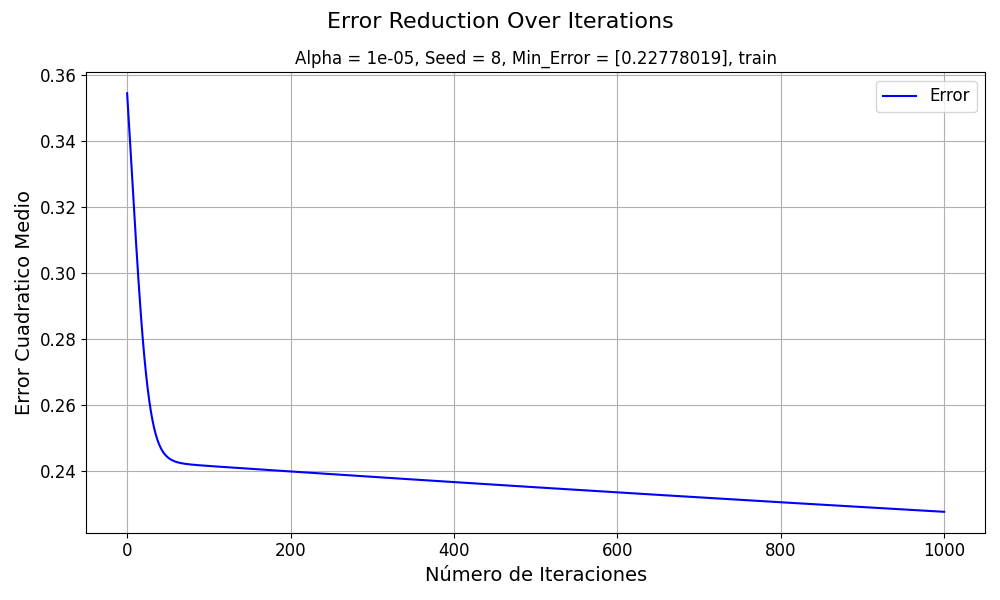 Error Reduction Over Iterations
Alpha = 1e-05, Seed = 8, Min_Error = [0.22778019], train
Error
Error Cuadratico Medio
0.36
0.34
0.32
0.30
0.28
0.26
0.24
0
200
400
600
800
1000
Número de Iteraciones